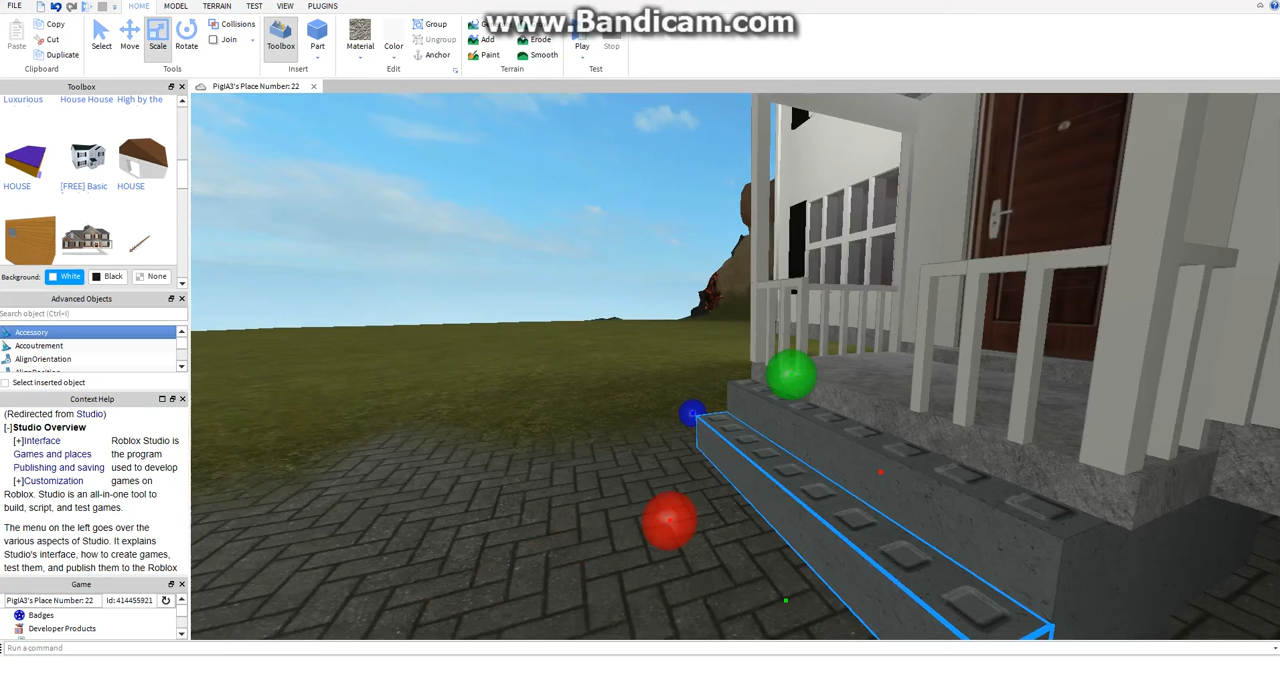 FILE HOME MODEL TERRAIN TEST VIEW PLUGINS
www.Bandicam.com
Paste
Copy
Cut
Duplicate
Clipboard
Select
Move
Scale
Rotate
Collisions
Join
Tools
Toolbox
Part
Insert
Material
Color
Group
Ungroup
Anchor
Edit
Add
Paint
Erode
Smooth
Terrain
Play
Stop
Test
Toolbox
PigIA3's Place Number: 22
Luxurious House House High by the
HOUSE [FREE] Basic HOUSE
Background: White Black None
Advanced Objects
Search object (Ctrl+i)
Accessory
Accoutrement
AlignOrientation
Select inserted object
Context Help
(Redirected from Studio)
[-]Studio Overview
[+]Interface
Games and places
Publishing and saving
[+]Customization
Roblox Studio is
the program
used to develop
games on
Roblox. Studio is an all-in-one tool to
build, script, and test games.
The menu on the left goes over the
various aspects of Studio. It explains
Studio's interface, how to create games,
test them, and publish them to the Roblox
Game
PigIA3's Place Number: 22 Id: 414455921
Badges
Developer Products
Run a command